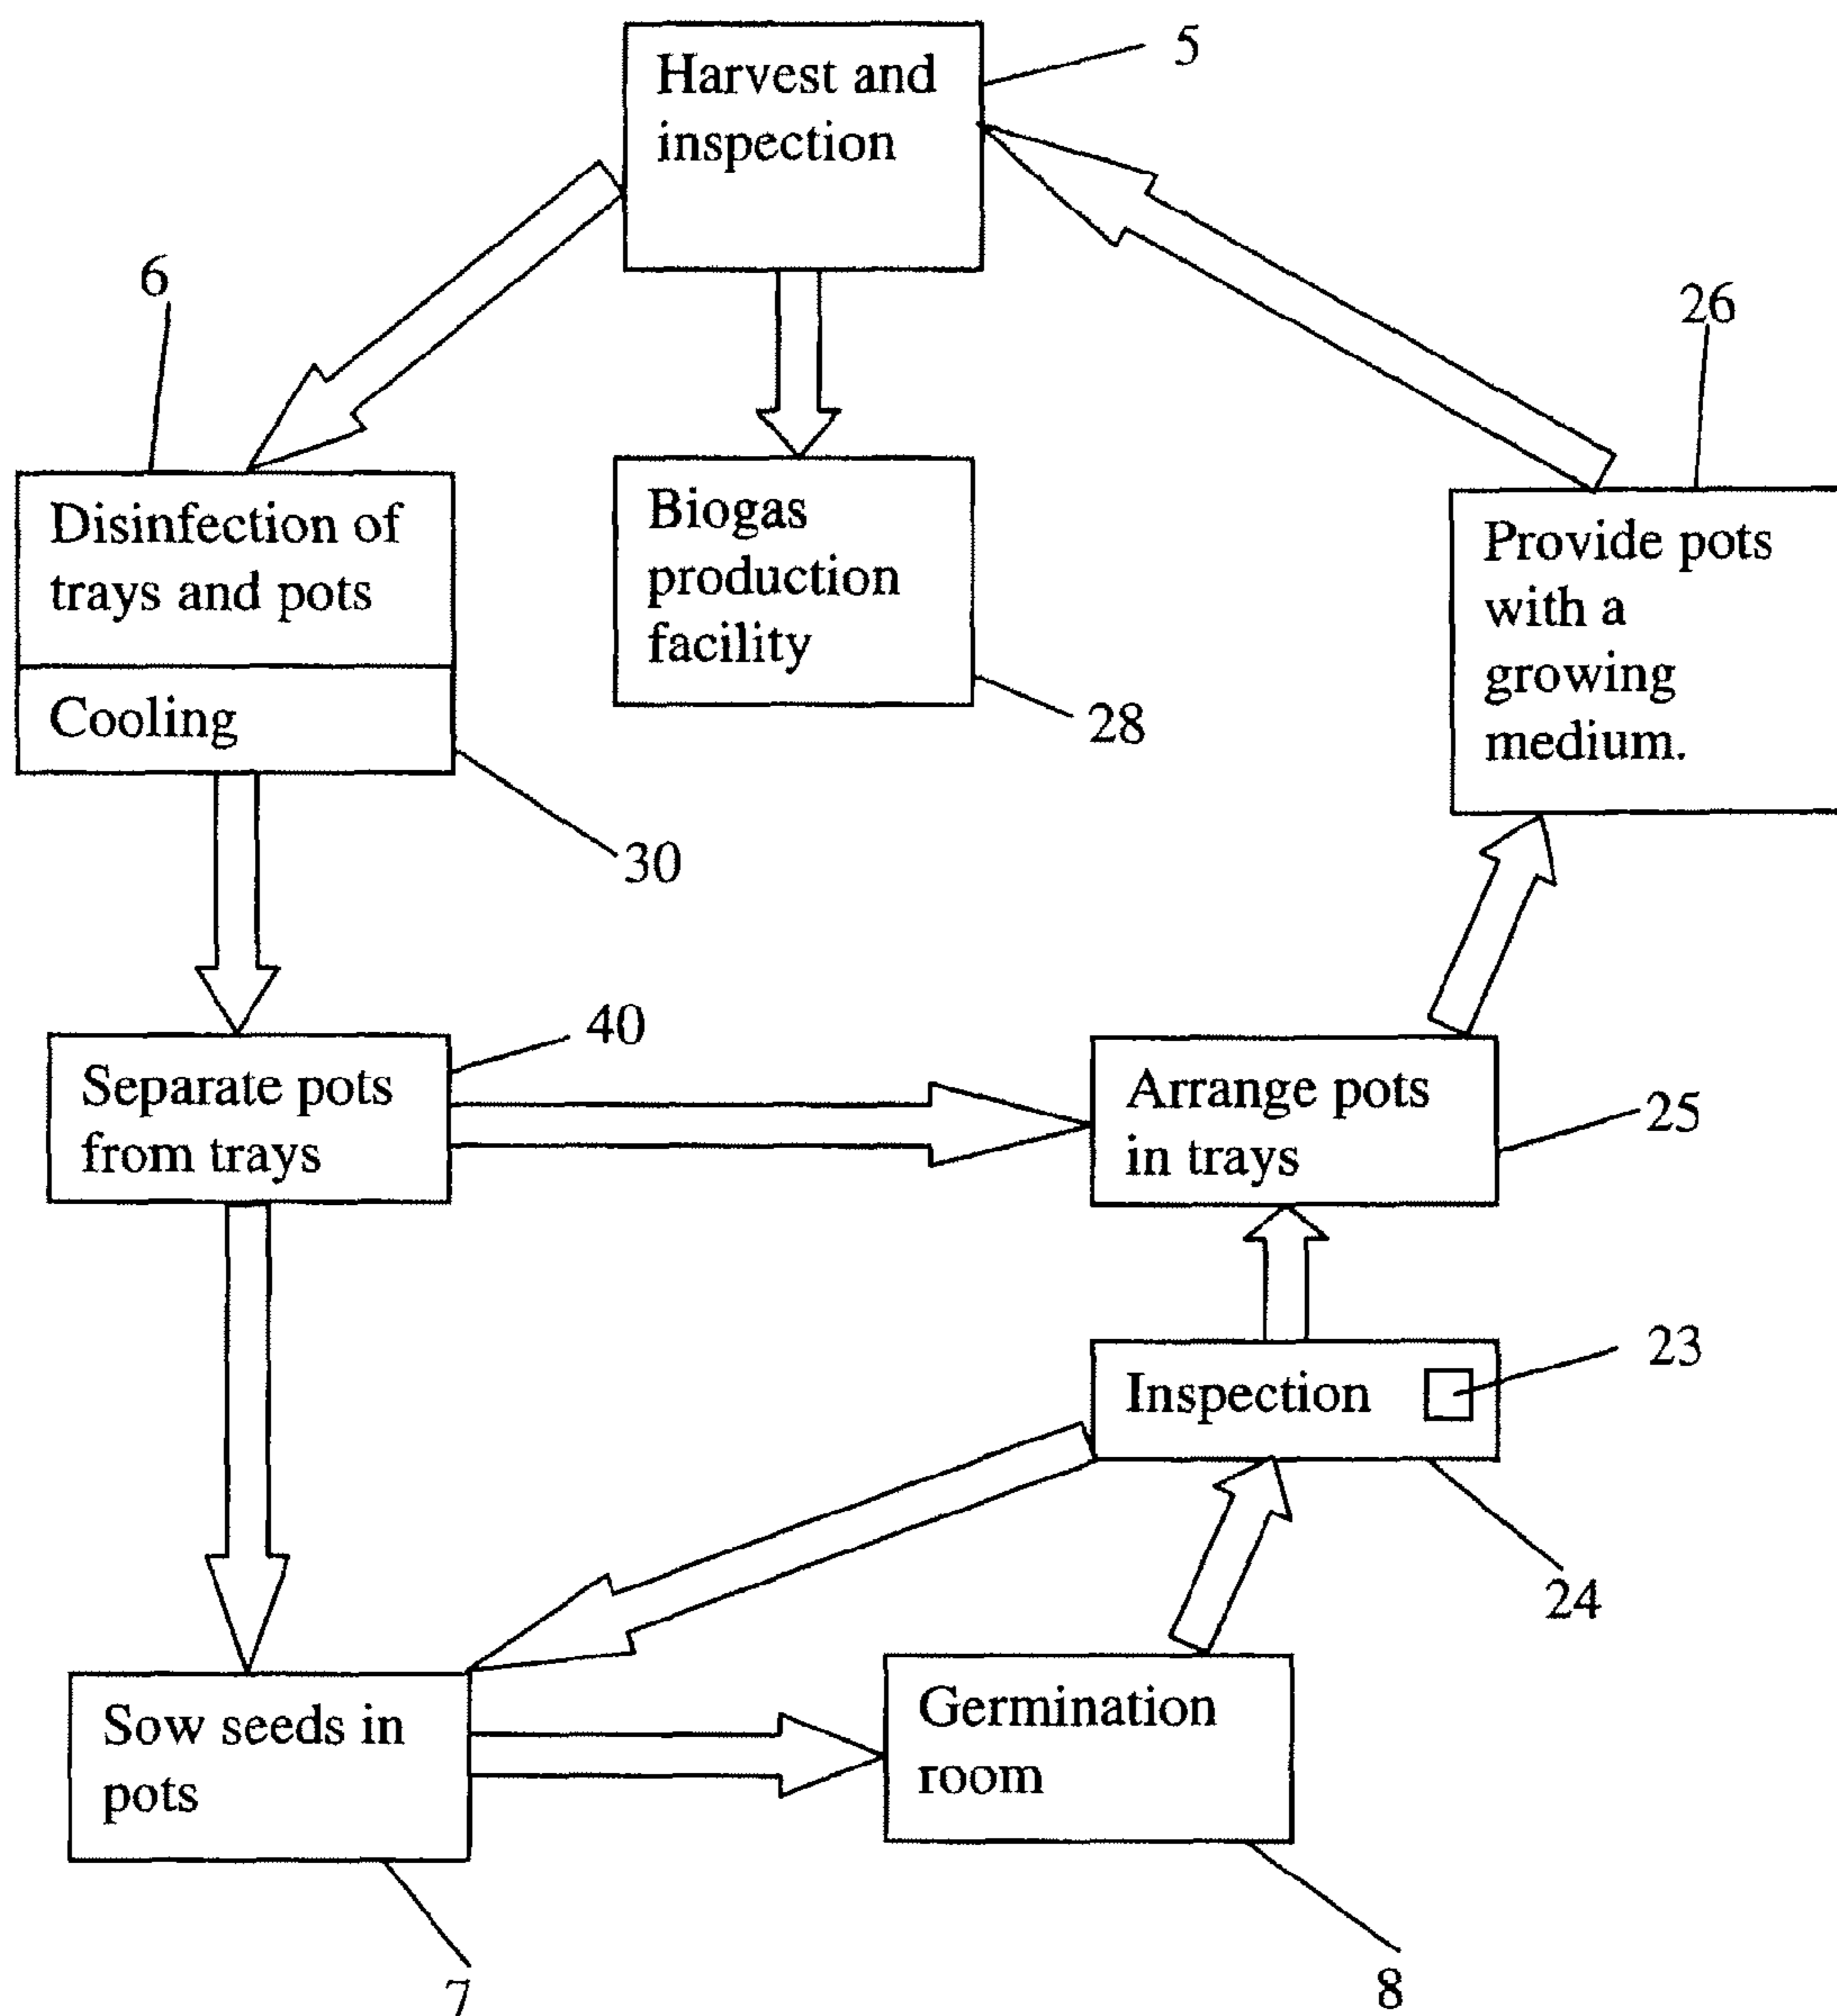 Harvest and
inspection
5
6
Disinfection of
trays and pots
Cooling
30
Biogas
production
facility
28
26
Provide pots
with a
growing
medium.
40
Separate pots
from trays
Arrange pots
in trays
25
Inspection
23
24
Sow seeds in
pots
7
Germination
room
8